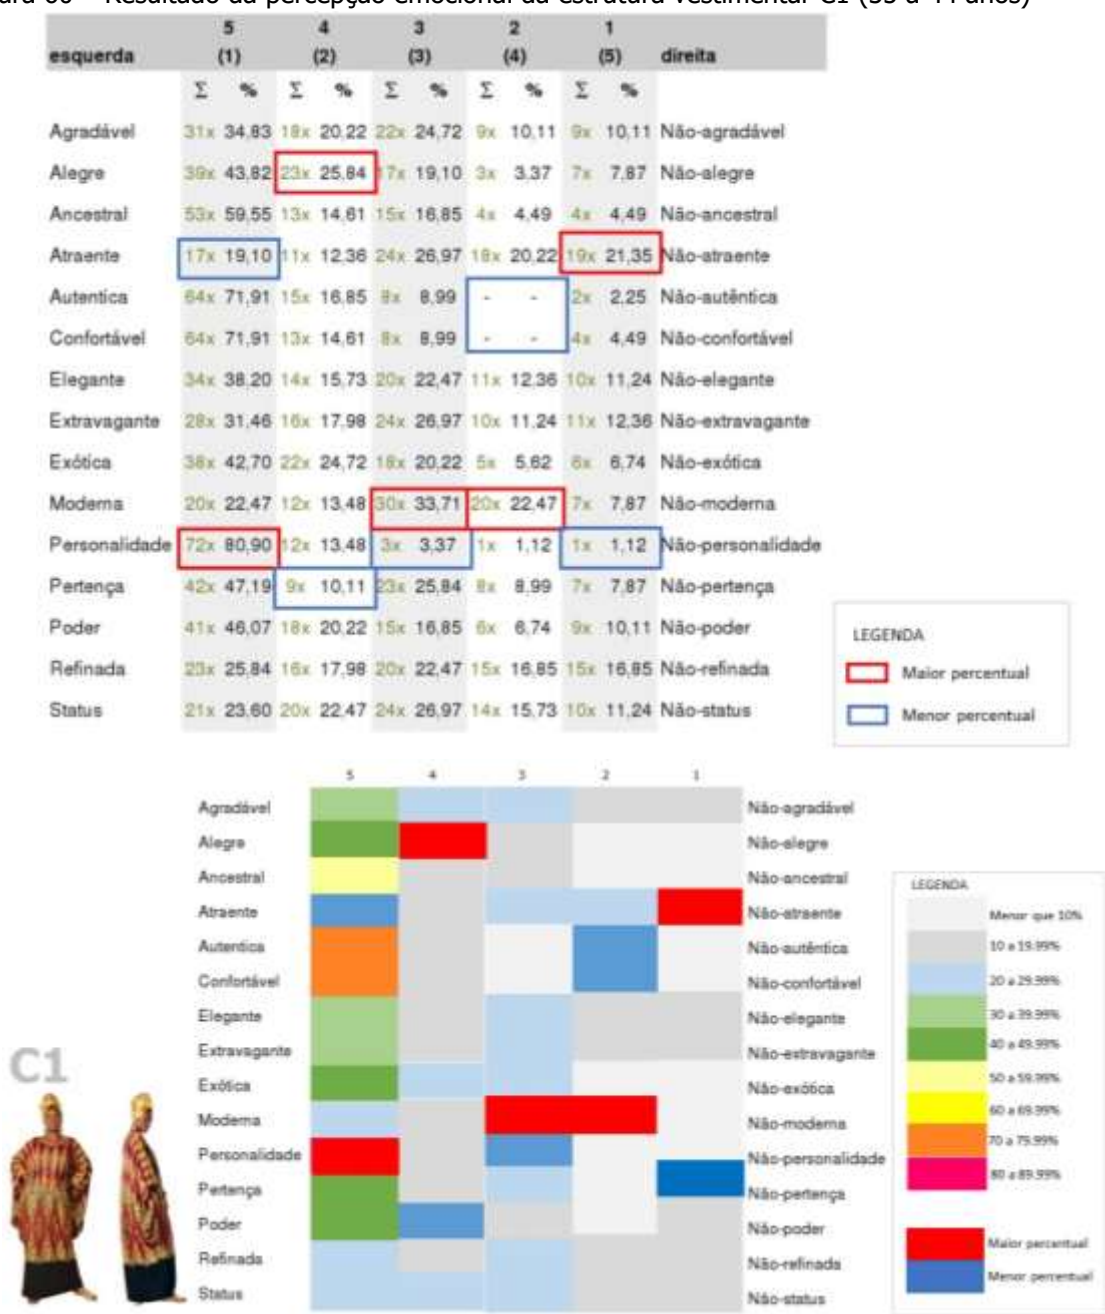 Resultado da percepção emocional da estrutura vestimental C1 (35 a 44 anos)
5 4 3 2 1
esquerda (1) (2) (3) (4) (5) direita
Σ % Σ % Σ % Σ % Σ %
Agradável 31x 34,83 18x 20,22 22x 24,72 9x 10,11 9x 10,11 Não-agradável
Alegre 39x 43,82 23x 25,84 17x 19,10 3x 3,37 7x 7,87 Não-alegre
Ancestral 53x 59,55 13x 14,61 15x 16,85 4x 4,49 4x 4,49 Não-ancestral
Atraente 17x 19,10 11x 12,36 24x 26,97 18x 20,22 19x 21,35 Não-atraente
Autentica 64x 71,91 15x 16,85 8x 8,99 - - 2x 2,25 Não-autêntica
Confortável 64x 71,91 13x 14,61 8x 8,99 - - 4x 4,49 Não-confortável
Elegante 34x 38,20 14x 15,73 20x 22,47 11x 12,36 10x 11,24 Não-elegante
Extravagante 28x 31,46 16x 17,98 24x 26,97 10x 11,24 11x 12,36 Não-extravagante
Exótica 38x 42,70 22x 24,72 18x 20,22 5x 5,62 6x 6,74 Não-exótica
Moderna 20x 22,47 12x 13,48 30x 33,71 20x 22,47 7x 7,87 Não-moderna
Personalidade 72x 80,90 12x 13,48 3x 3,37 1x 1,12 1x 1,12 Não-personalidade
Pertença 42x 47,19 9x 10,11 23x 25,84 8x 8,99 7x 7,87 Não-pertença
Poder 41x 46,07 18x 20,22 15x 16,85 6x 6,74 9x 10,11 Não-poder
Refinada 23x 25,84 16x 17,98 20x 22,47 15x 16,85 15x 16,85 Não-refinada
Status 21x 23,60 20x 22,47 24x 26,97 14x 15,73 10x 11,24 Não-status
LEGENDA
Maior percentual
Menor percentual
5 4 3 2 1
Agradável Não-agradável
Alegre Não-alegre
Ancestral Não-ancestral
Atraente Não-atraente
Autentica Não-autêntica
Confortável Não-confortável
Elegante Não-elegante
Extravagante Não-extravagante
Exótica Não-exótica
Moderna Não-moderna
Personalidade Não-personalidade
Pertença Não-pertença
Poder Não-poder
Refinada Não-refinada
Status Não-status
C1
LEGENDA
Menor que 10%
10 a 19.99%
20 a 29.99%
30 a 39.99%
40 a 49.99%
50 a 59.99%
60 a 69.99%
70 a 79.99%
80 a 89.99%
Maior percentual
Menor percentual